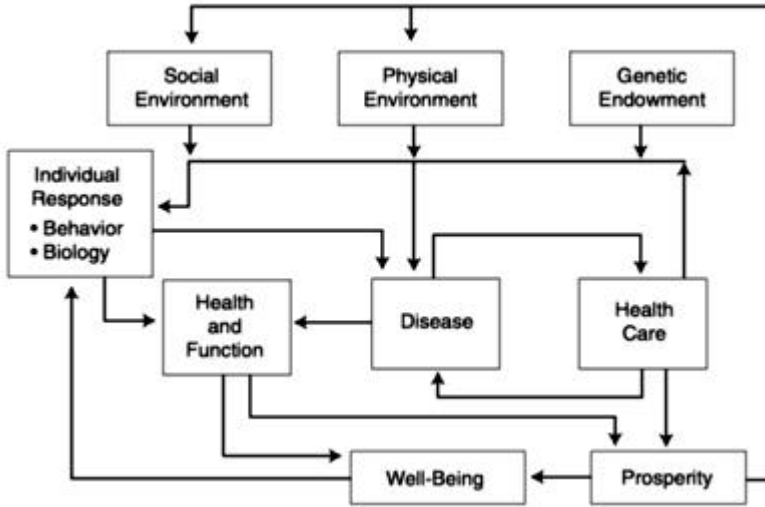 Social
Environment
Physical
Environment
Genetic
Endowment
Individual
Response
• Behavior
• Biology
Health
and
Function
Disease
Health
Care
Well-Being
Prosperity